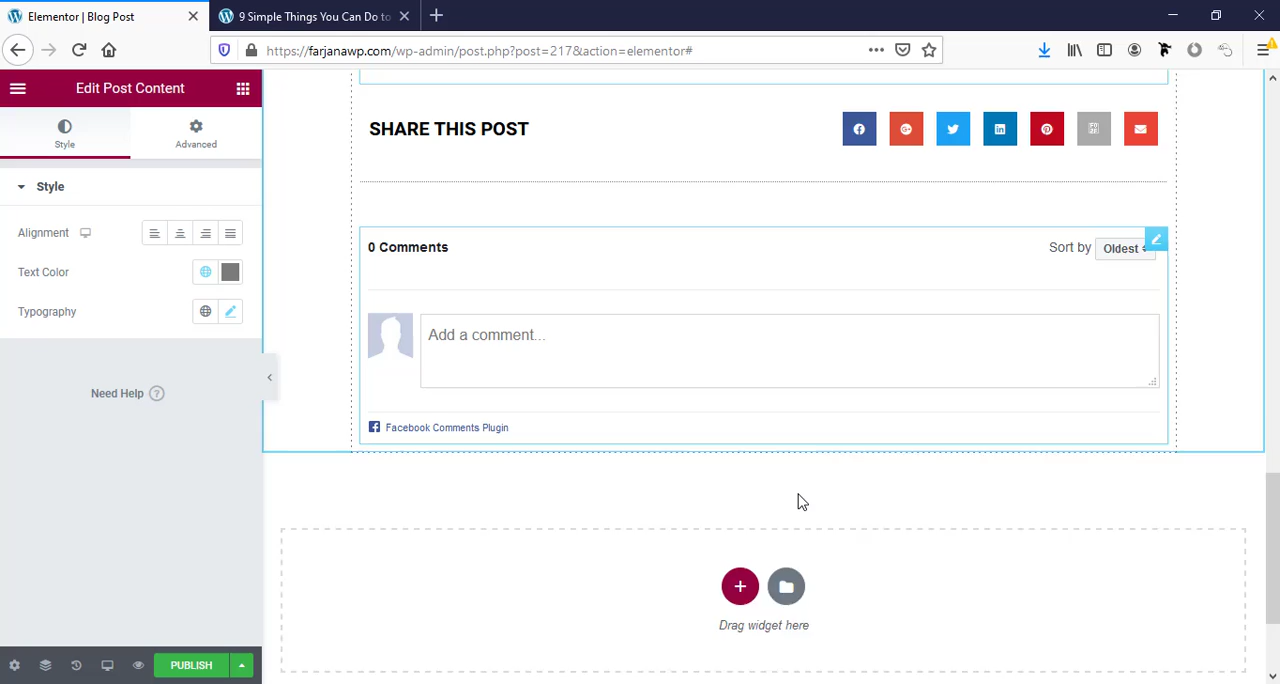 Elementor | Blog Post
9 Simple Things You Can Do to
https://farjanawp.com/wp-admin/post.php?post=217&action=elementor#
Edit Post Content
Style
Advanced
Style
Alignment
Text Color
Typography
Need Help ?
PUBLISH
SHARE THIS POST
0 Comments
Sort by Oldest
Add a comment...
Facebook Comments Plugin
Drag widget here